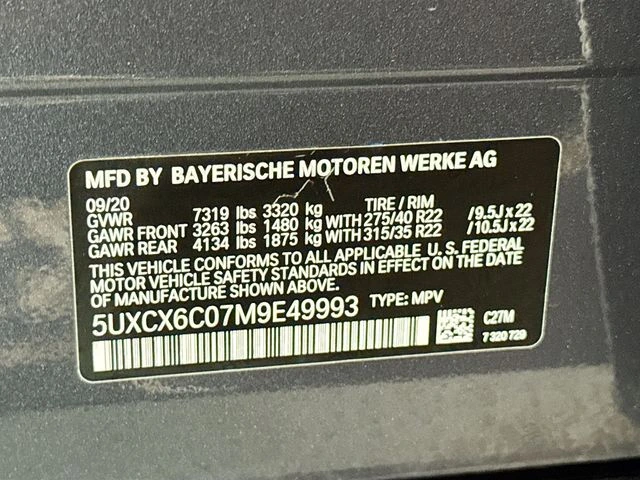 MFD BY BAYERISCHE MOTOREN WERKE AG
09/20 TIRE / RIM
GVWR 7319 lbs 3320 kg
GAWR FRONT 3263 lbs 1480 kg WITH 275/40 R22 /9.5J x 22
GAWR REAR 4134 lbs 1875 kg WITH 315/35 R22 /10.5J x 22
THIS VEHICLE CONFORMS TO ALL APPLICABLE U.S. FEDERAL
MOTOR VEHICLE SAFETY STANDARDS IN EFFECT ON THE DATE
OF MANUFACTURE SHOWN ABOVE.
5UXCX6C07M9E49993 TYPE: MPV
C27M
7 320 720